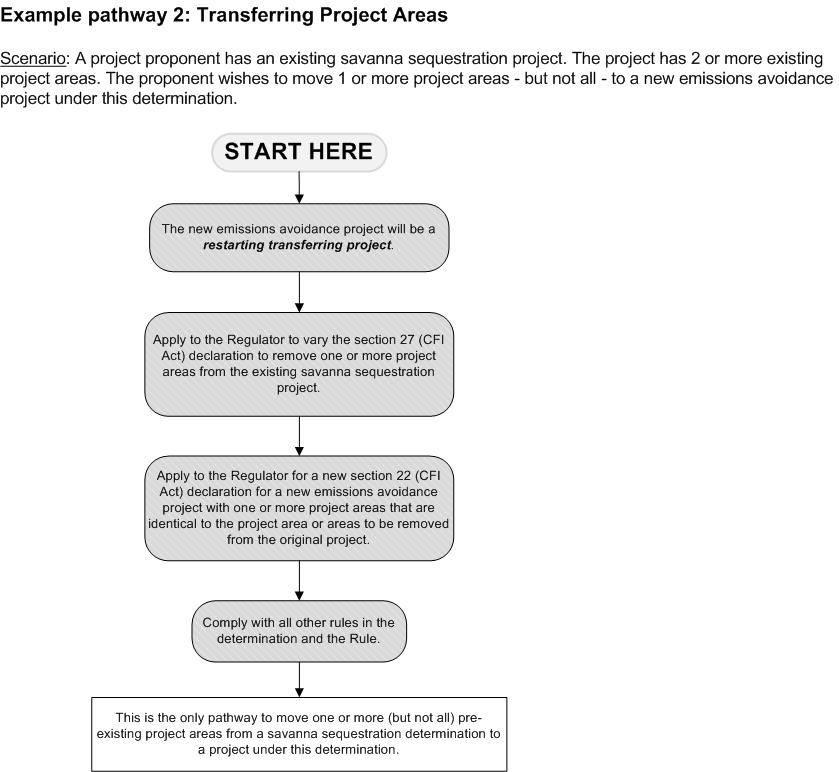 Example pathway 2: Transferring Project Areas
Scenario: A project proponent has an existing savanna sequestration project. The project has 2 or more existing
project areas. The proponent wishes to move 1 or more project areas - but not all - to a new emissions avoidance
project under this determination.
START HERE
The new emissions avoidance project will be a
restarting transferring project.
Apply to the Regulator to vary the section 27 (CFI
Act) declaration to remove one or more project
areas from the existing savanna sequestration
project.
Apply to the Regulator for a new section 22 (CFI
Act) declaration for a new emissions avoidance
project with one or more project areas that are
identical to the project area or areas to be removed
from the original project.
Comply with all other rules in the
determination and the Rule.
This is the only pathway to move one or more (but not all) pre-
existing project areas from a savanna sequestration determination to
a project under this determination.